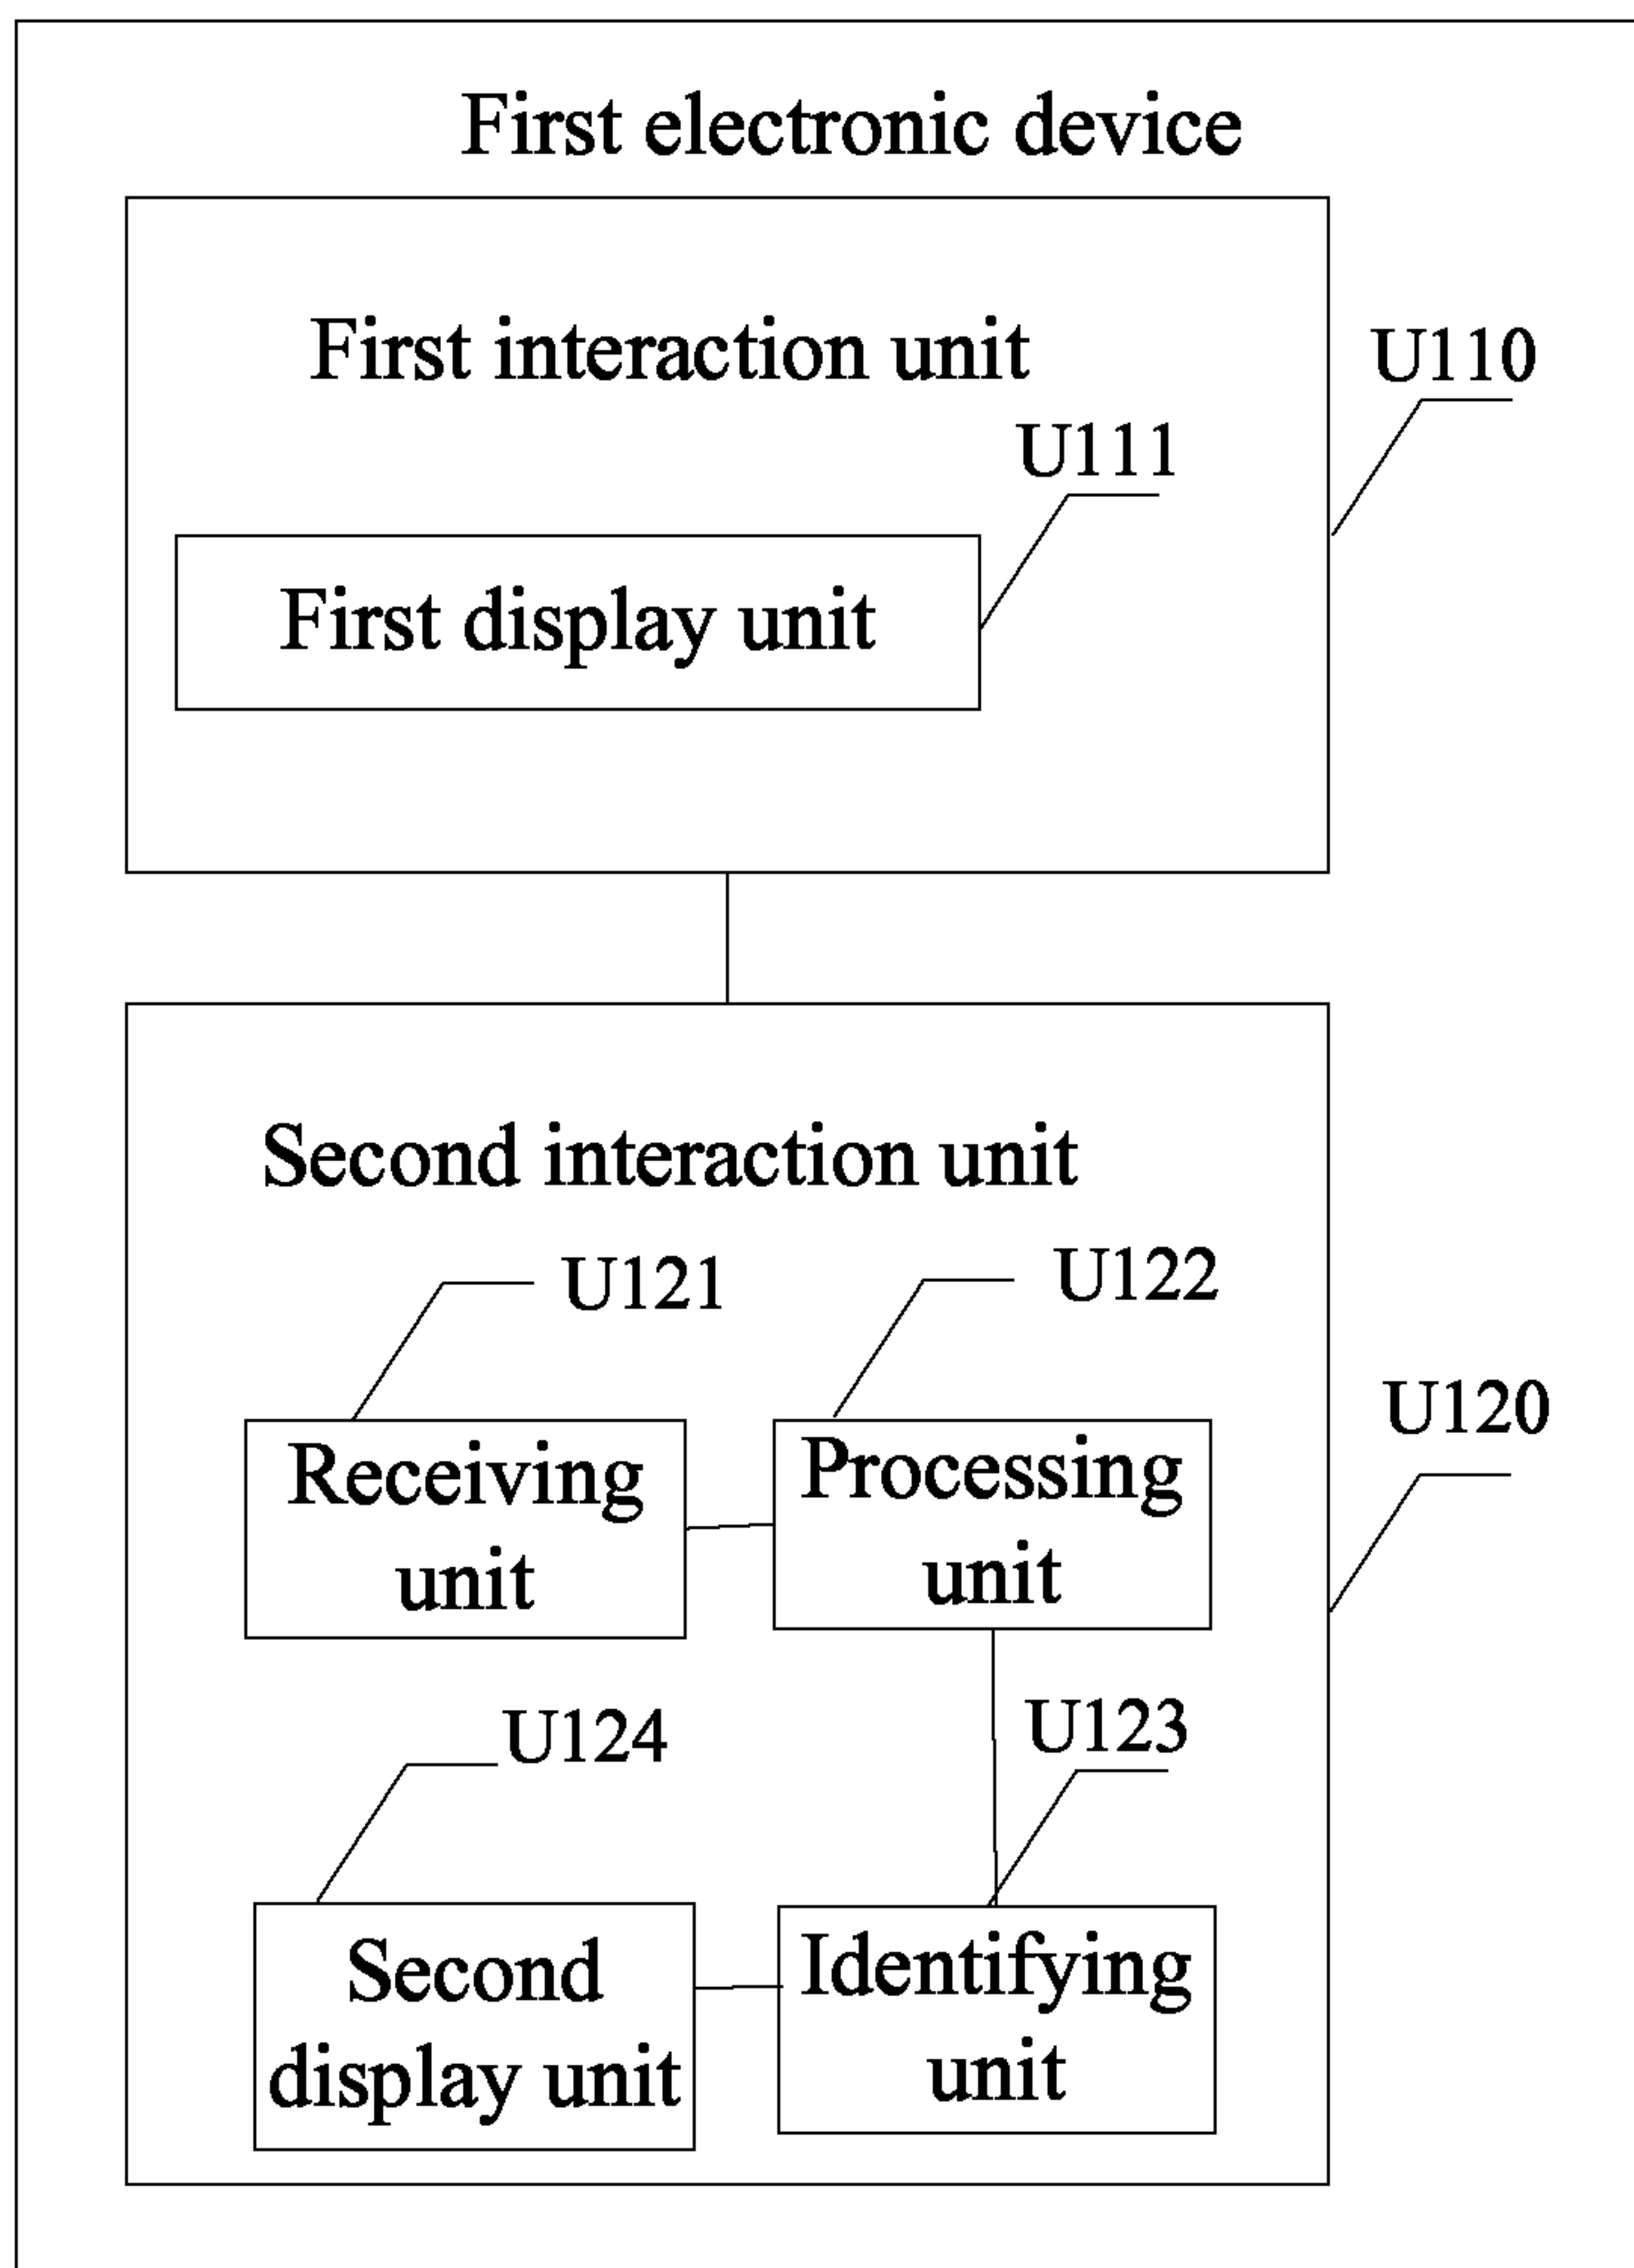 First electronic device
First interaction unit
U110
U111
First display unit
Second interaction unit
U121
U122
U120
Receiving
unit
Processing
unit
U124
U123
Second
display unit
Identifying
unit